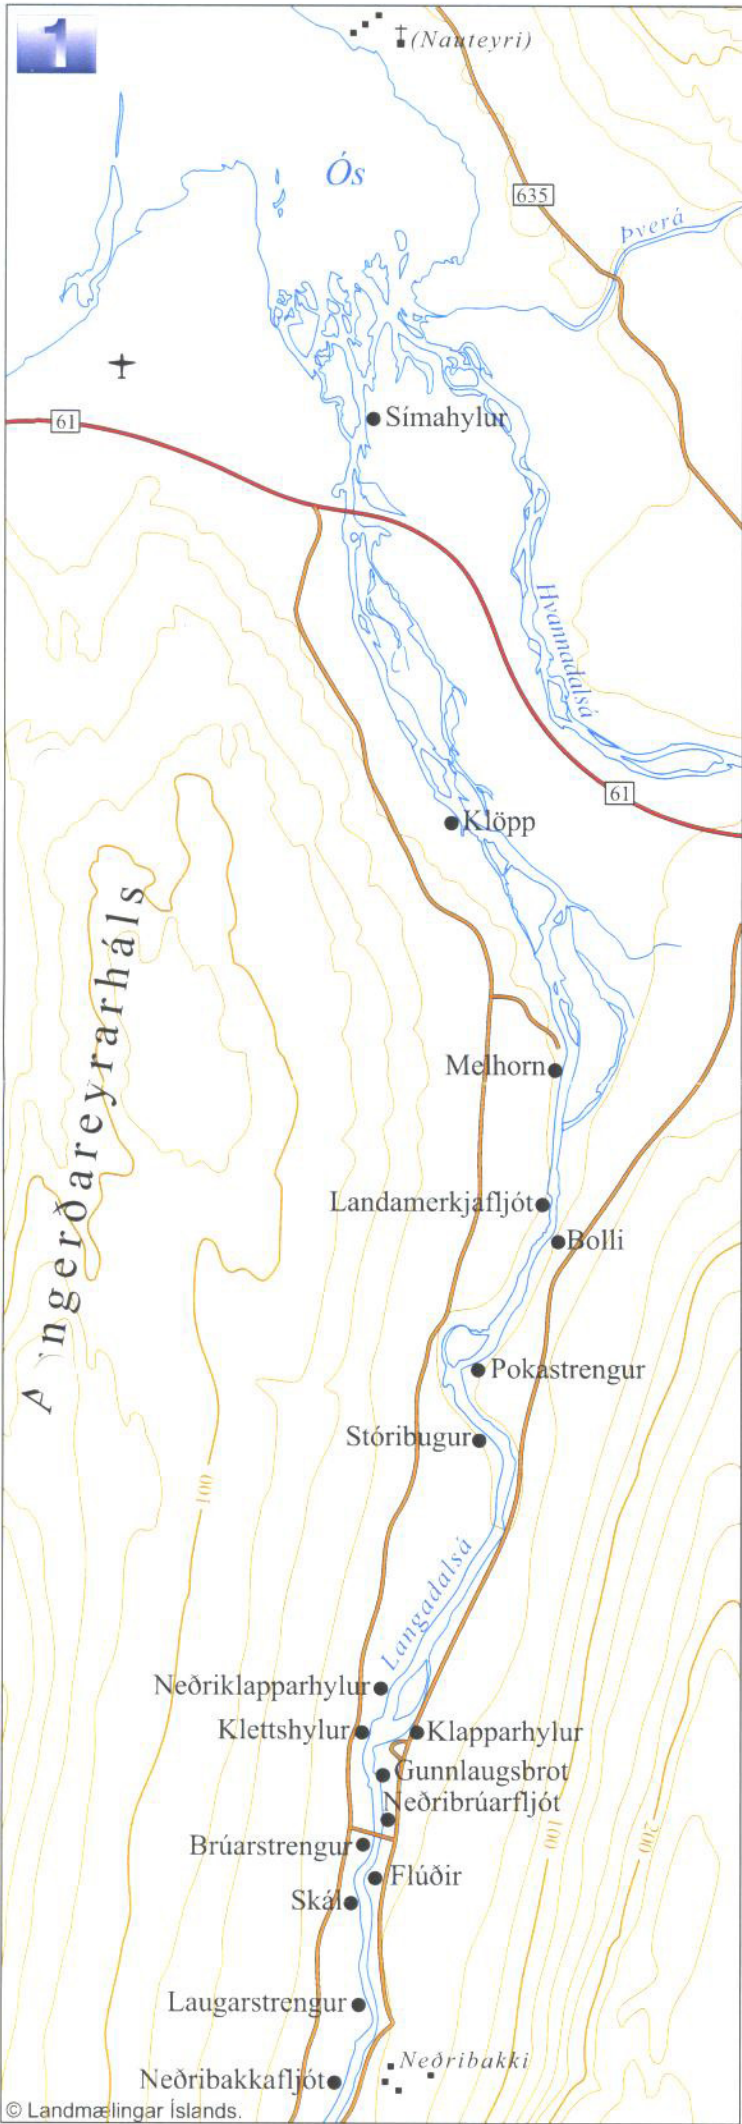 1
(Nauteyri)
Ós
635
Þverá
61
Símahylur
Hvannadalsá
61
Klöpp
Melhorn
Landamerkjafljót
Bolli
Pokastrengur
Stóribugur
100
Langadalsá
Neðriklapparhylur
Klettshylur
Klapparhylur
Gunnlaugsbrot
Neðribrúarfljót
Brúarstrengur
Flúðir
Skál
100
200
Laugarstrengur
Neðribakki
Neðribakkafljót
© Landmælingar Íslands.